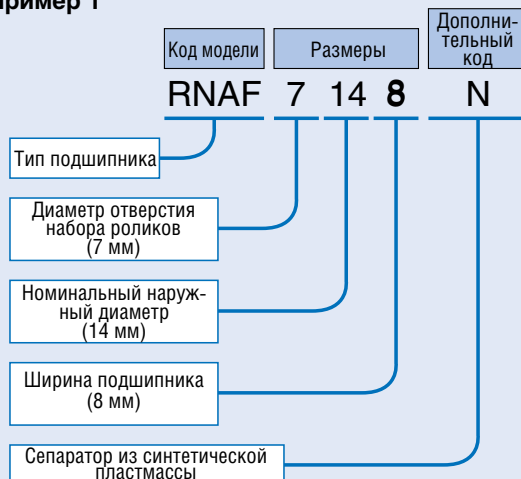 Пример 1
Код модели
Размеры
Дополни-
тельный
код
RNAF 7 14 8 N
Тип подшипника
Диаметр отверстия
набора роликов
(7 мм)
Номинальный наруж-
ный диаметр
(14 мм)
Ширина подшипника
(8 мм)
Сепаратор из синтетической
пластмассы